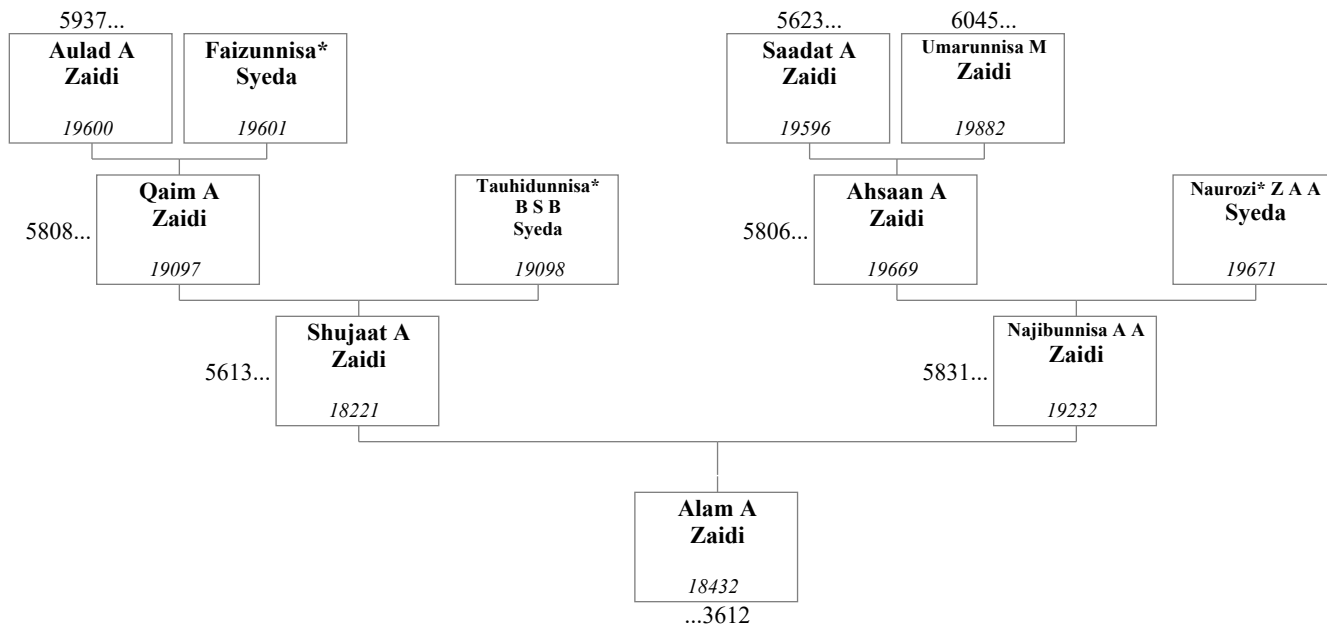 5937...
5623...
6045...
Aulad A
Zaidi
19600
Faizunnisa*
Syeda
19601
Saadat A
Zaidi
19596
Umarunnisa M
Zaidi
19882
5808...
Qaim A
Zaidi
19097
Tauhidunnisa*
B S B
Syeda
19098
5806...
Ahsaan A
Zaidi
19669
Naurozi* Z A A
Syeda
19671
5613...
Shujaat A
Zaidi
18221
5831...
Najibunnisa A A
Zaidi
19232
Alam A
Zaidi
18432
...3612